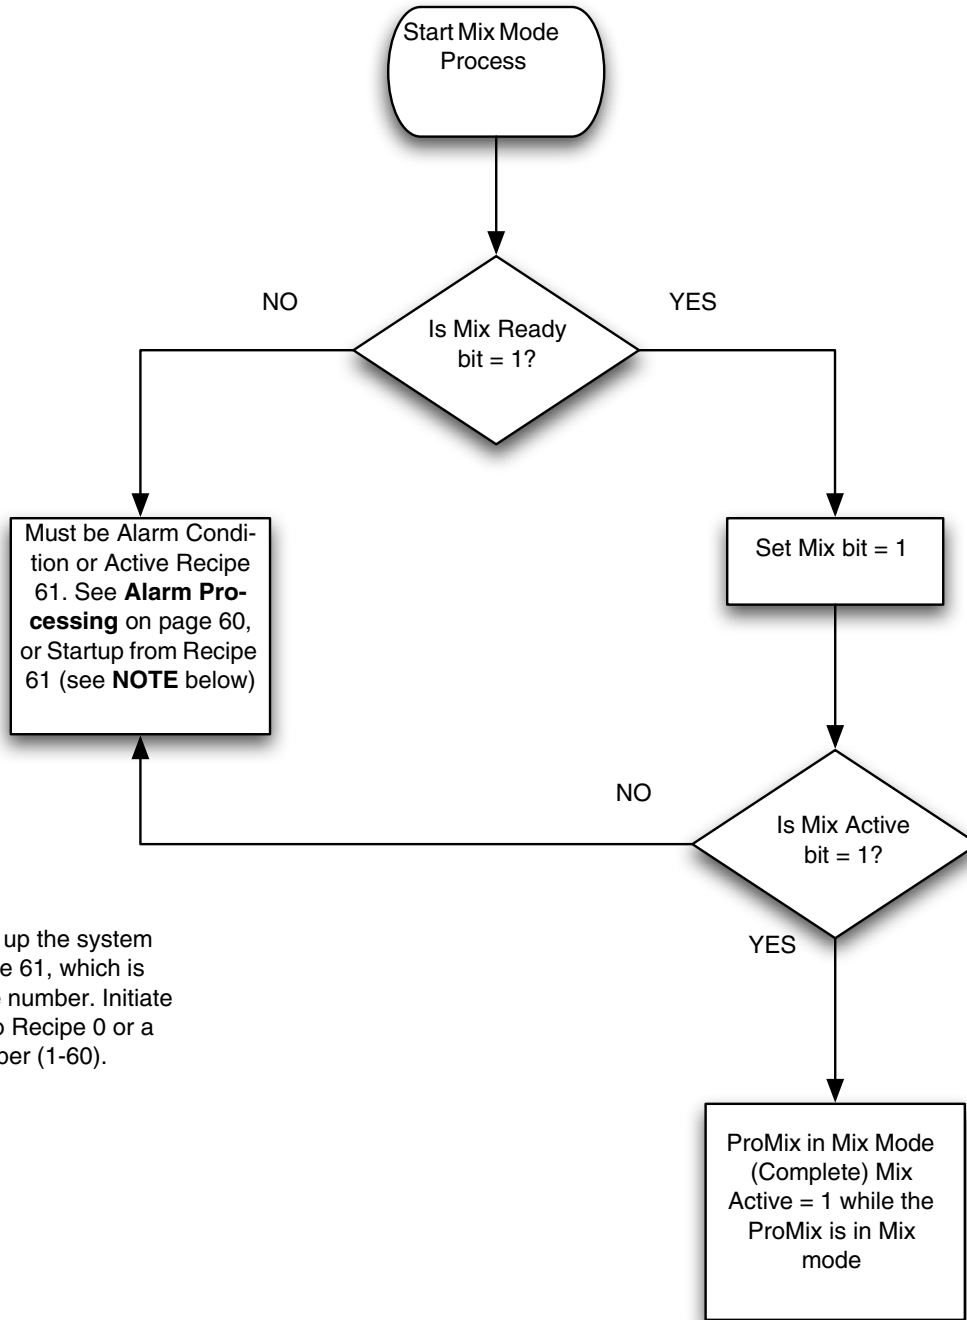 Start Mix Mode
Process
NO
YES
Is Mix Ready
bit = 1?
Must be Alarm Condi-
tion or Active Recipe
61. See Alarm Pro-
cessing on page 60,
or Startup from Recipe
61 (see NOTE below)
Set Mix bit = 1
NO
Is Mix Active
bit = 1?
YES
up the system
e 61, which is
number. Initiate
Recipe 0 or a
(1-60).
ProMix in Mix Mode
(Complete) Mix
Active = 1 while the
ProMix is in Mix
mode